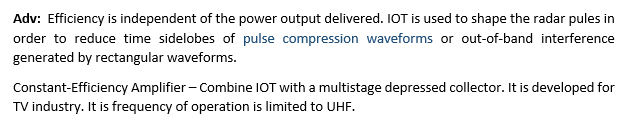 Adv: Efficiency is independent of the power output delivered. IOT is used to shape the radar pules in
order to reduce time sidelobes of pulse compression waveforms or out-of-band interference
generated by rectangular waveforms.
Constant-Efficiency Amplifier – Combine IOT with a multistage depressed collector. It is developed for
TV industry. It is frequency of operation is limited to UHF.